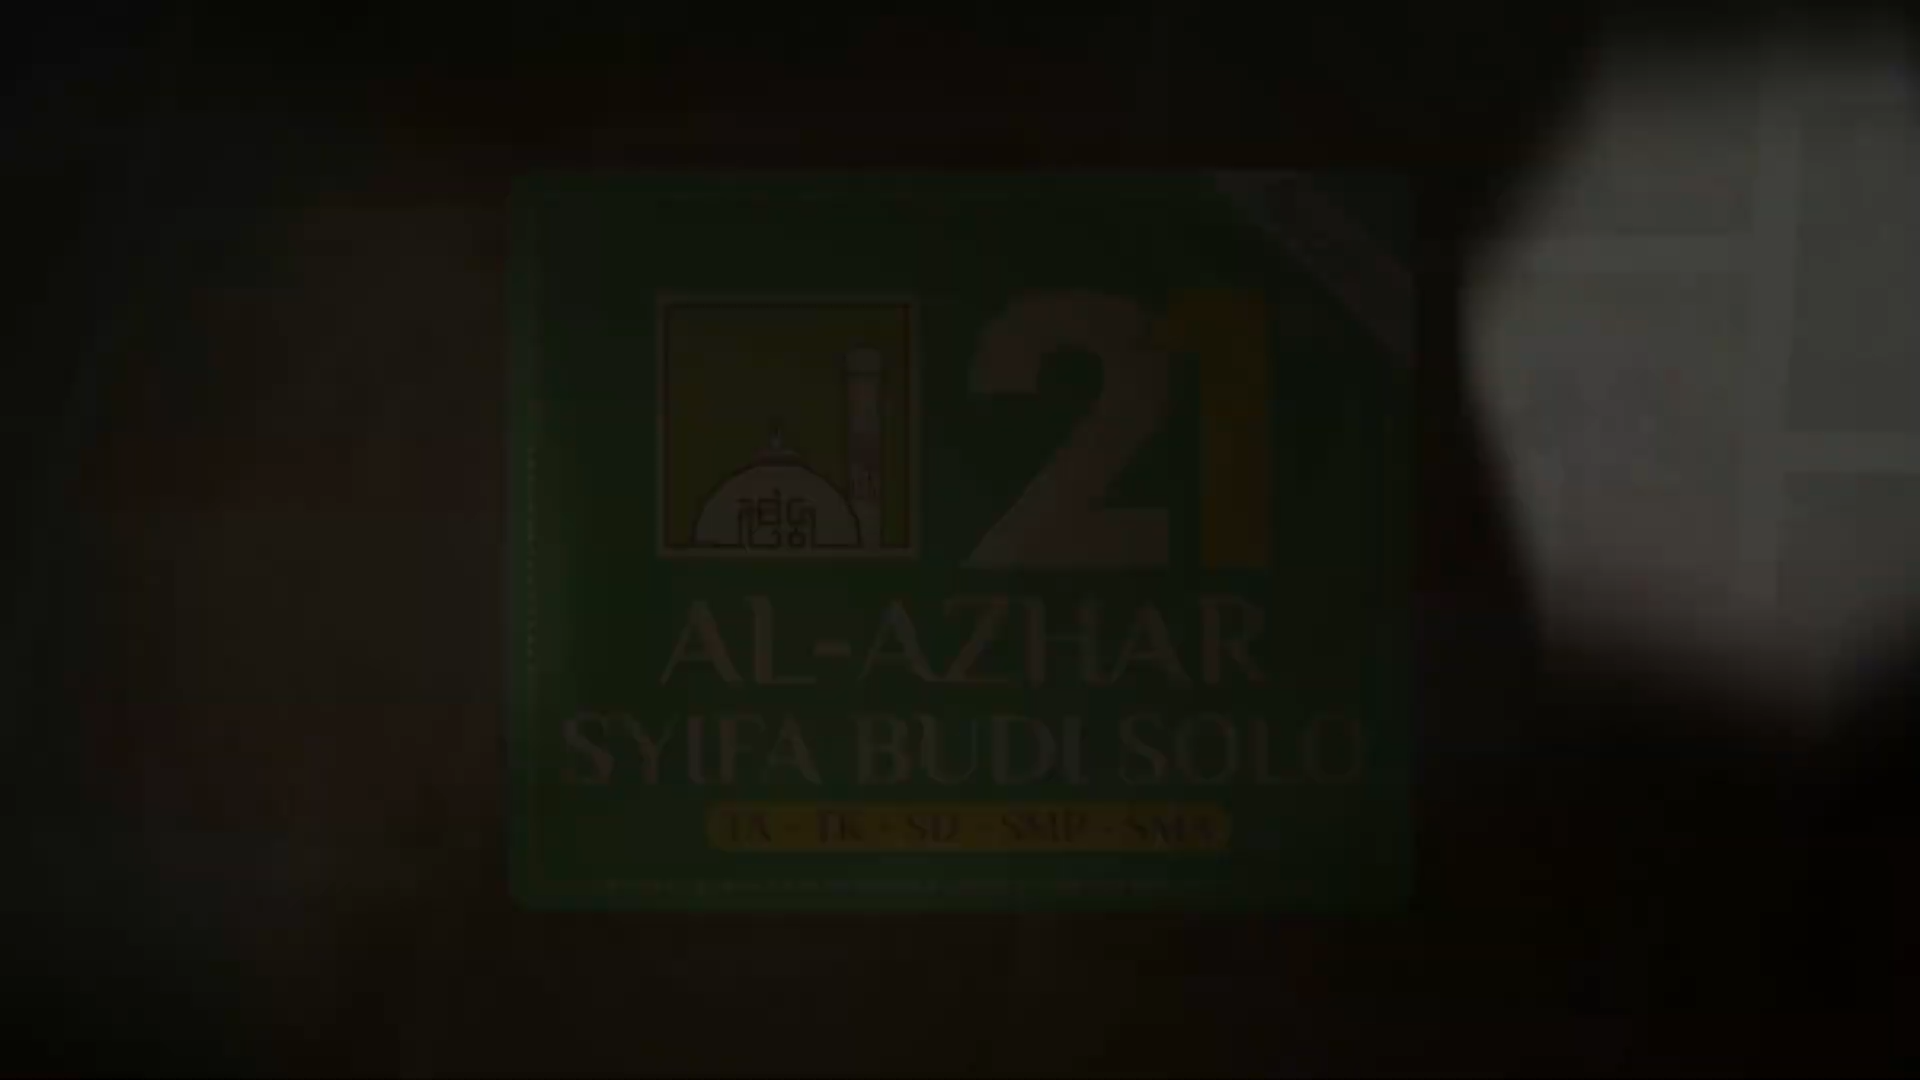 21
AL-AZHAR
SYIFA BUDI SOLO
TK - SD - SMP - SMA